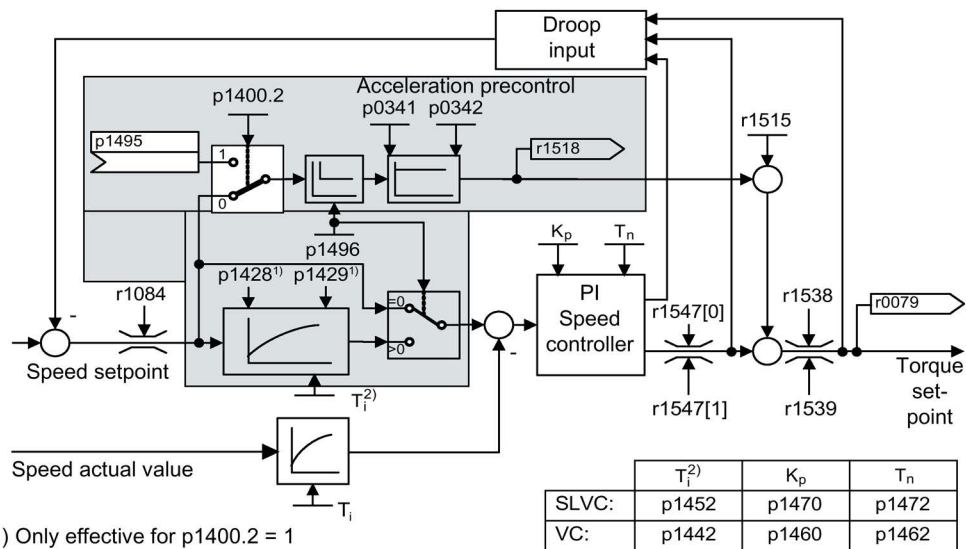 Droop
input
Acceleration precontrol
p1400.2
p0341
p0342
r1515
p1495
r1518
1
0
p1496
Kp
Tn
p1428¹⁾
p1429¹⁾
r1084
=0
>0
PI
Speed
controller
r1547[0]
r1538
r0079
-
-
Speed setpoint
Ti²⁾
r1547[1]
r1539
Torque
set-
point
Speed actual value
Ti
Ti²⁾ Kp Tn
SLVC: p1452 p1470 p1472
VC: p1442 p1460 p1462
) Only effective for p1400.2 = 1